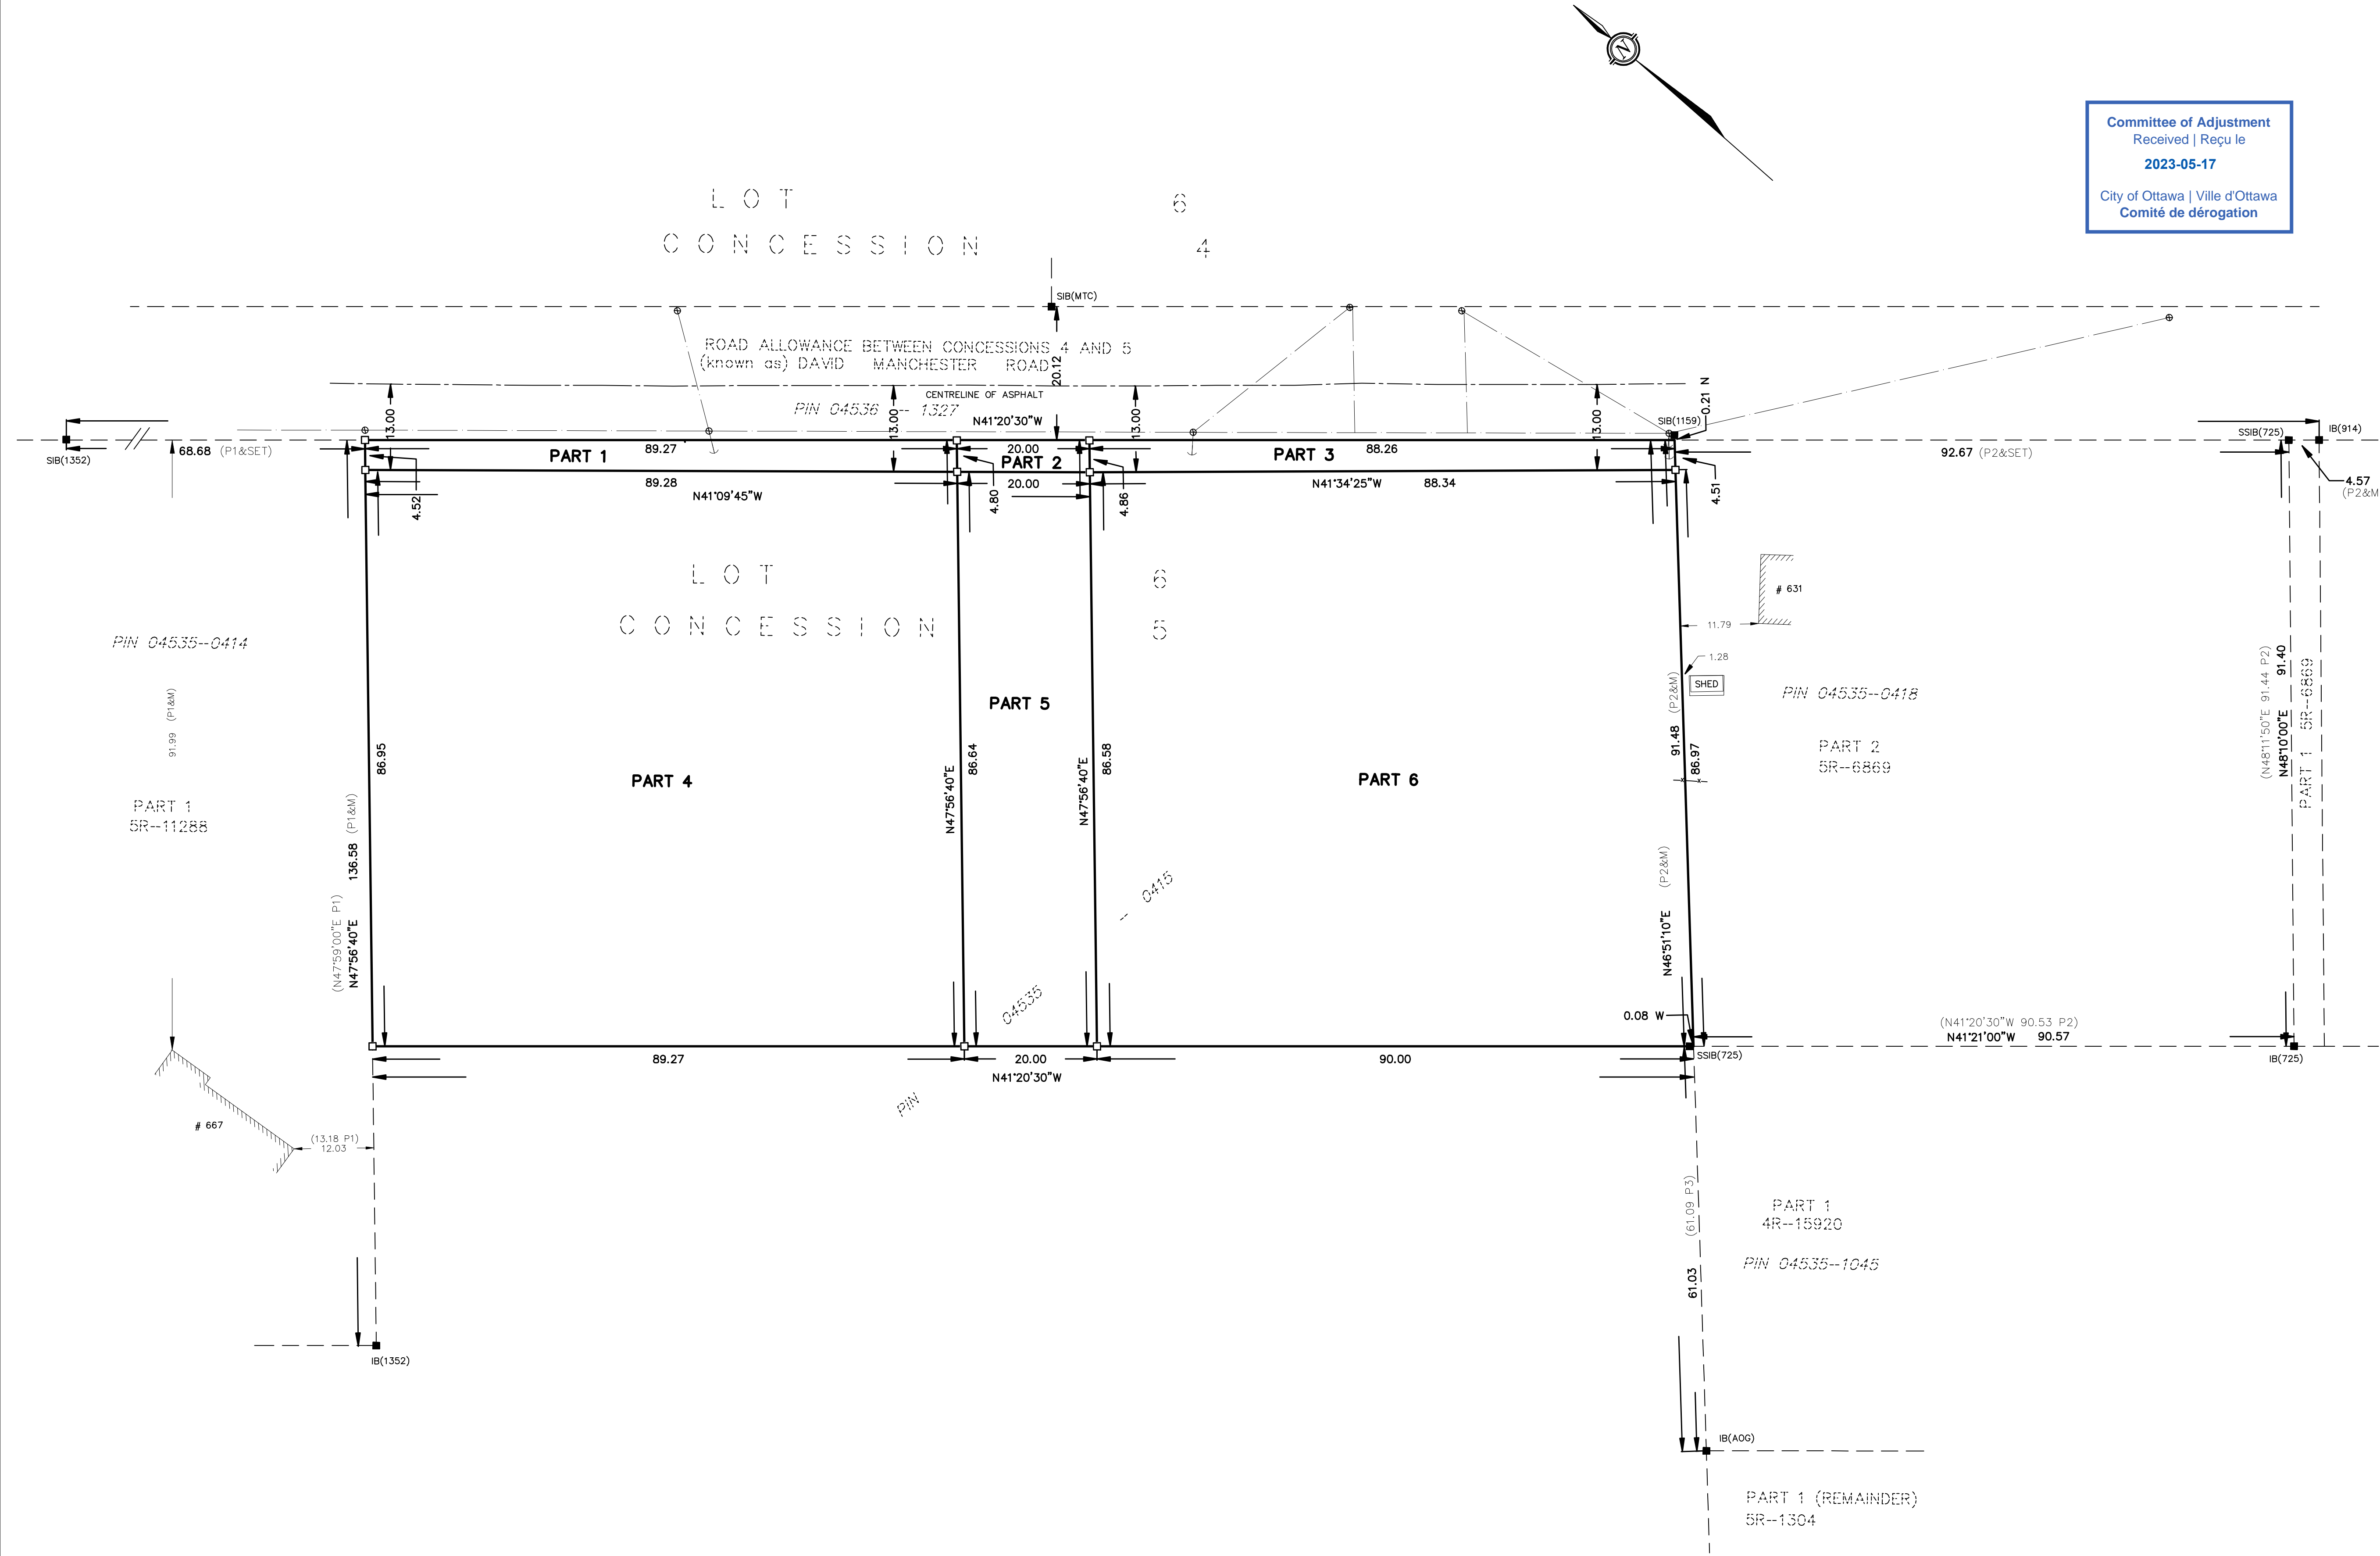 N
Committee of Adjustment
Received | Reçu le
2023-05-17
City of Ottawa | Ville d'Ottawa
Comité de dérogation
LOT 6
CONCESSION 4
SIB(MTC)
ROAD ALLOWANCE BETWEEN CONCESSIONS 4 AND 5
(known as) DAVID MANCHESTER ROAD
20.12
CENTRELINE OF ASPHALT
PIN 04536 -- 1327
N41°20'30"W
13.00
13.00
13.00
13.00
SIB(1159)
0.21 N
SIB(1352)
68.68 (P1&SET)
PART 1
89.27
20.00
PART 2
PART 3
88.26
92.67 (P2&SET)
SSIB(725)
IB(914)
4.57
(P2&M
89.28
N41°09'45"W
20.00
N41°34'25"W 88.34
4.52
4.80
4.86
4.51
LOT 6
CONCESSION 5
# 631
11.79
1.28
SHED
PIN 04535--0414
PIN 04535--0418
91.99 (P1&M)
PART 1
5R--11288
PART 4
PART 5
PART 6
PART 2
5R--6869
86.95
136.58 (P1&M)
(N47°59'00"E P1)
N47°56'40"E
N47°56'40"E
86.64
N47°56'40"E
86.58
91.48 (P2&M)
86.97
N46°51'10"E (P2&M)
(N48°11'50"E 91.44 P2)
N48°10'00"E 91.40
PART 1 5R--6869
PIN 04535 -- 0415
0.08 W
SSIB(725)
89.27
20.00
90.00
N41°20'30"W
(N41°20'30"W 90.53 P2)
N41°21'00"W 90.57
IB(725)
# 667
(13.18 P1)
12.03
(61.09 P3)
61.03
PART 1
4R--15920
PIN 04535--1045
IB(1352)
IB(AOG)
PART 1 (REMAINDER)
5R--1304